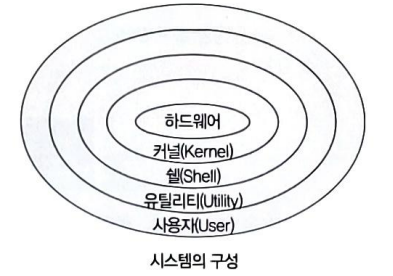 하드웨어
커널(Kernel)
쉘(Shell)
유틸리티(Utility)
사용자(User)
시스템의 구성